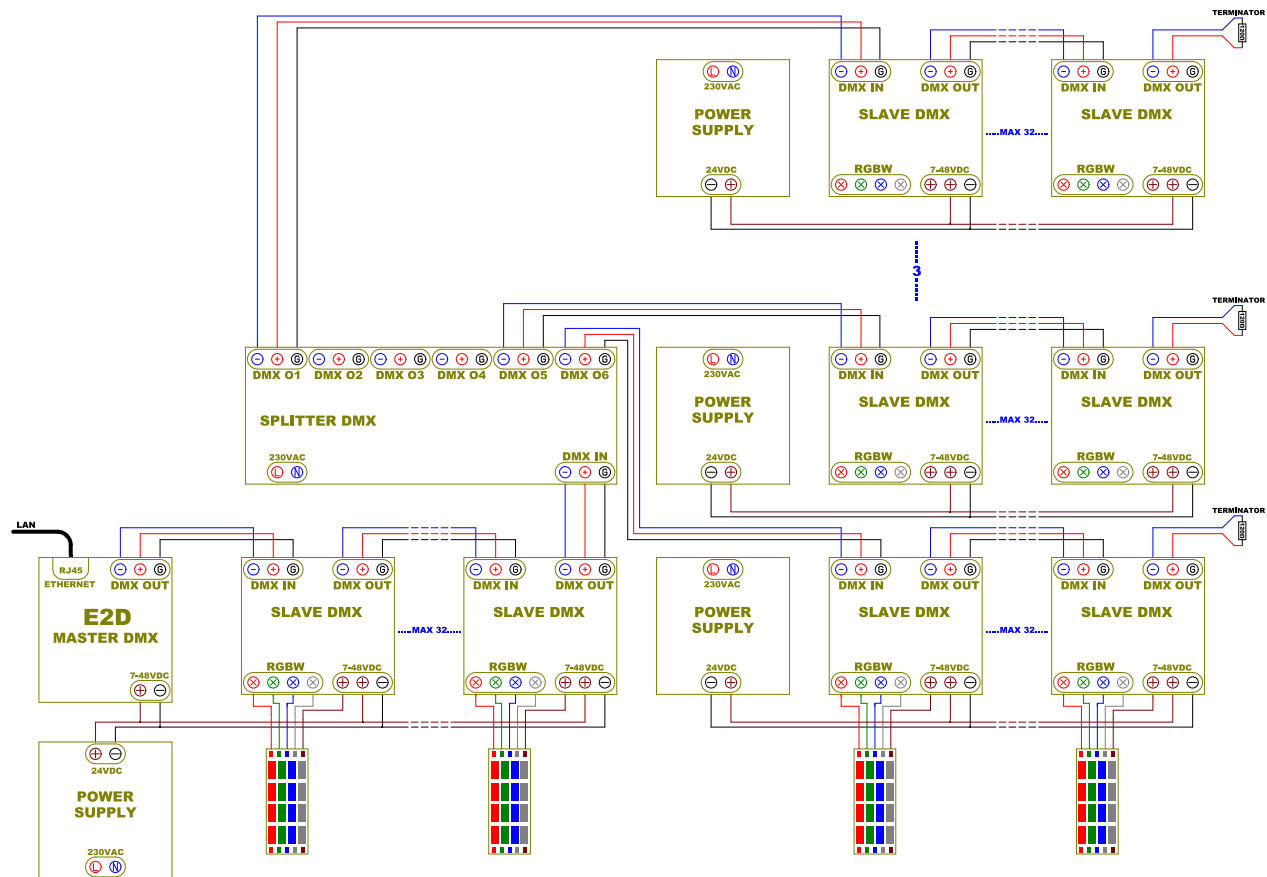 TERMINATOR
120Ω
- + G - + G - + G - + G
L N
230VAC
DMX IN DMX OUT DMX IN DMX OUT
POWER
SUPPLY
SLAVE DMX SLAVE DMX
.....MAX 32.....
RGBW 7-48VDC RGBW 7-48VDC
24VDC
3
TERMINATOR
120Ω
- + G - + G - + G - + G - + G - + G
DMX O1 DMX O2 DMX O3 DMX O4 DMX O5 DMX O6
L N
230VAC
- + G - + G - + G - + G
DMX IN DMX OUT DMX IN DMX OUT
POWER
SUPPLY
SLAVE DMX SLAVE DMX
SPLITTER DMX
.....MAX 32.....
230VAC
L N
DMX IN
- + G
RGBW 7-48VDC RGBW 7-48VDC
24VDC
TERMINATOR
120Ω
LAN
RJ45
ETHERNET
- + G
DMX OUT
- + G - + G - + G - + G
DMX IN DMX OUT DMX IN DMX OUT
L N
230VAC
- + G - + G - + G - + G
DMX IN DMX OUT DMX IN DMX OUT
E2D
MASTER DMX
SLAVE DMX SLAVE DMX
POWER
SUPPLY
SLAVE DMX SLAVE DMX
.....MAX 32.....
.....MAX 32.....
7-48VDC
RGBW 7-48VDC RGBW 7-48VDC
24VDC
RGBW 7-48VDC RGBW 7-48VDC
24VDC
POWER
SUPPLY
230VAC
L N